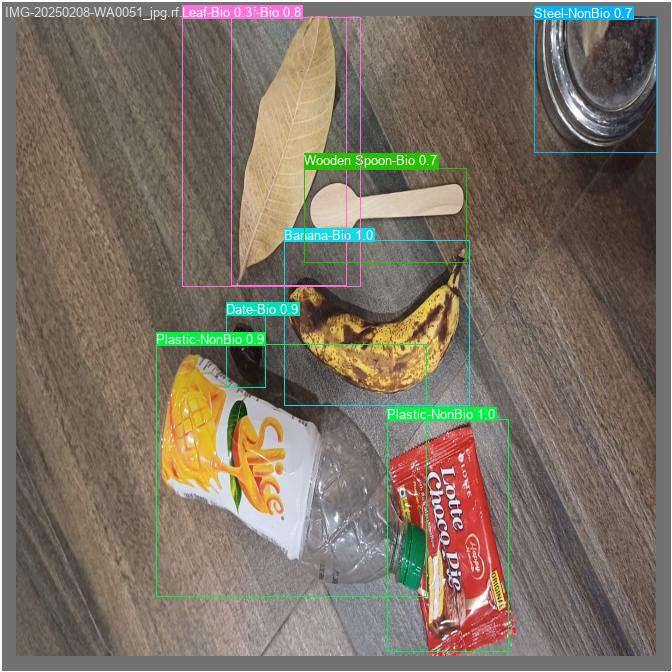 IMG-20250208-WA0051_jpg.rf.
Leaf-Bio 0.3
f-Bio 0.8
Steel-NonBio 0.7
Wooden Spoon-Bio 0.7
Banana-Bio 1.0
Date-Bio 0.9
Plastic-NonBio 0.9
Plastic-NonBio 1.0
Slice
LOTTE
Lotte
Choco Pie